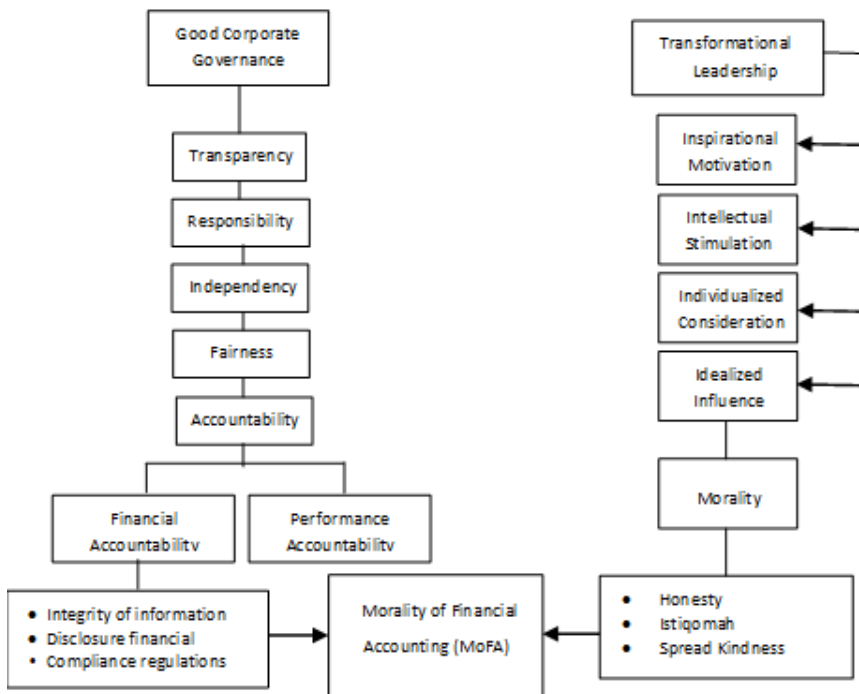 Good Corporate
Governance
Transparency
Responsibility
Independency
Fairness
Accountability
Financial
Accountability
Performance
Accountability
• Integrity of information
• Disclosure financial
• Compliance regulations
Morality of Financial
Accounting (MoFA)
Transformational
Leadership
Inspirational
Motivation
Intellectual
Stimulation
Individualized
Consideration
Idealized
Influence
Morality
• Honesty
• Istiqomah
• Spread Kindness